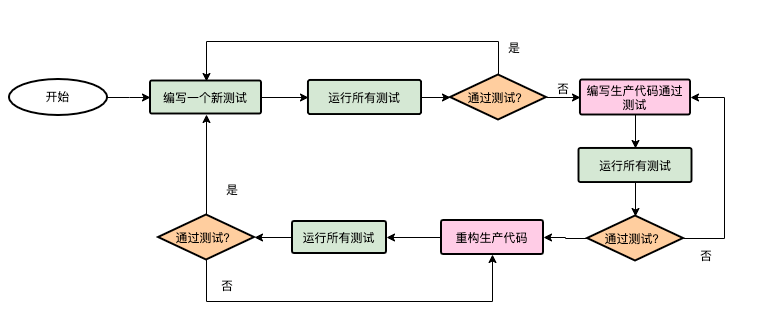 是
开始
编写一个新测试
运行所有测试
通过测试?
否
编写生产代码通过
测试
运行所有测试
是
通过测试?
运行所有测试
重构生产代码
通过测试?
否
否